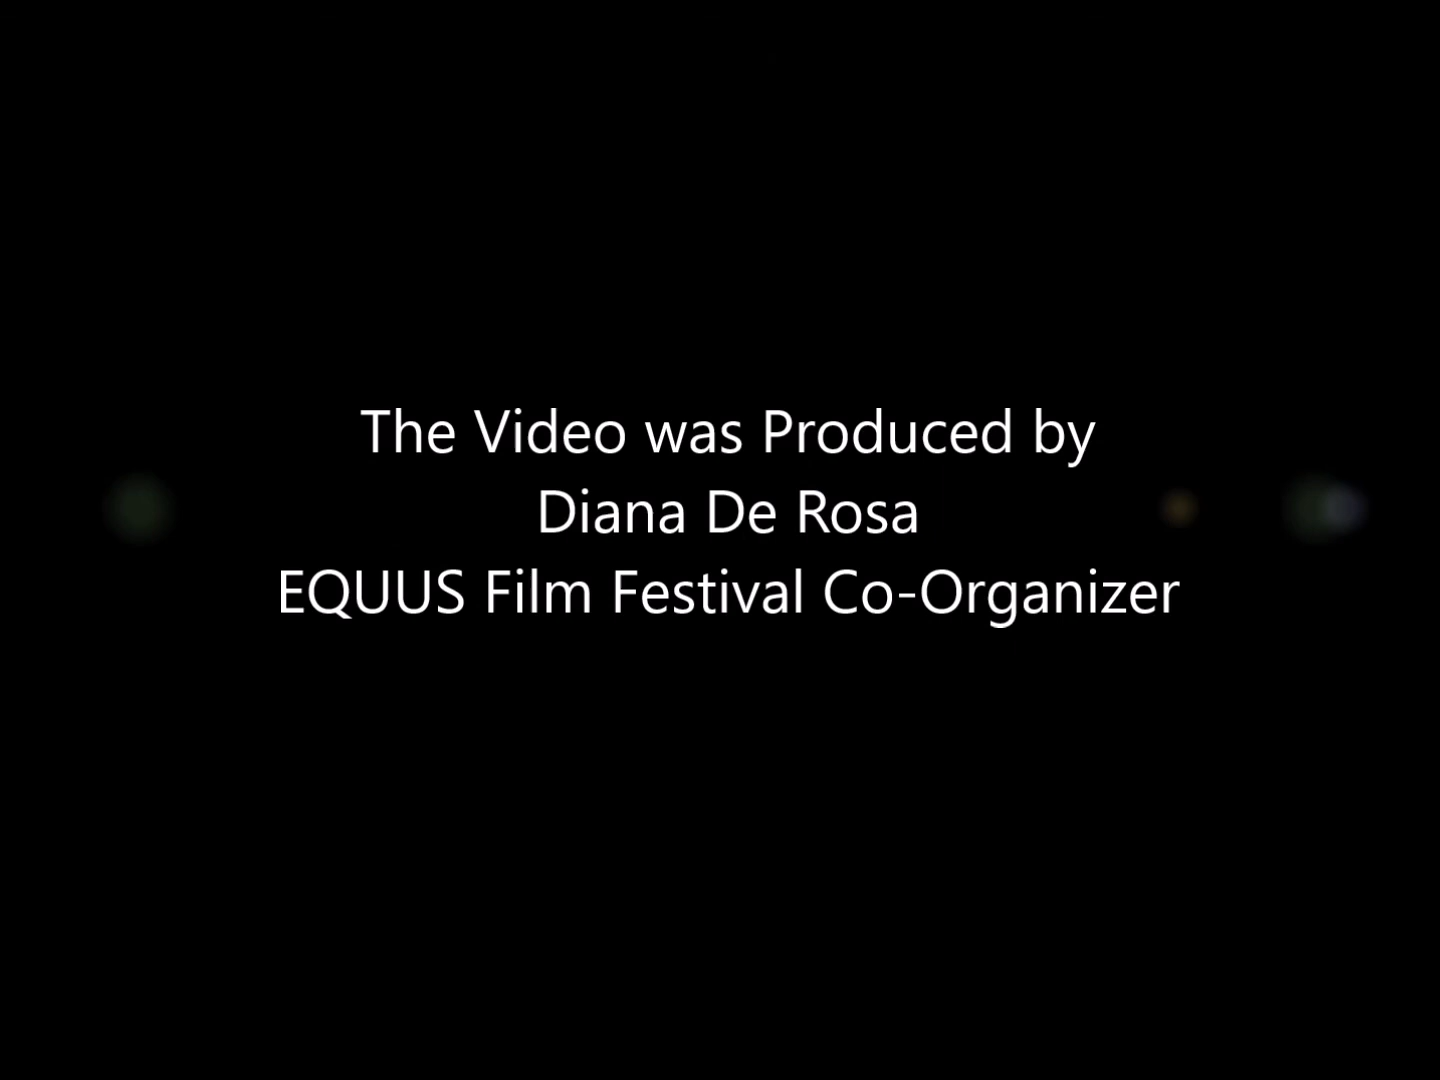 The Video was Produced by
Diana De Rosa
EQUUS Film Festival Co-Organizer